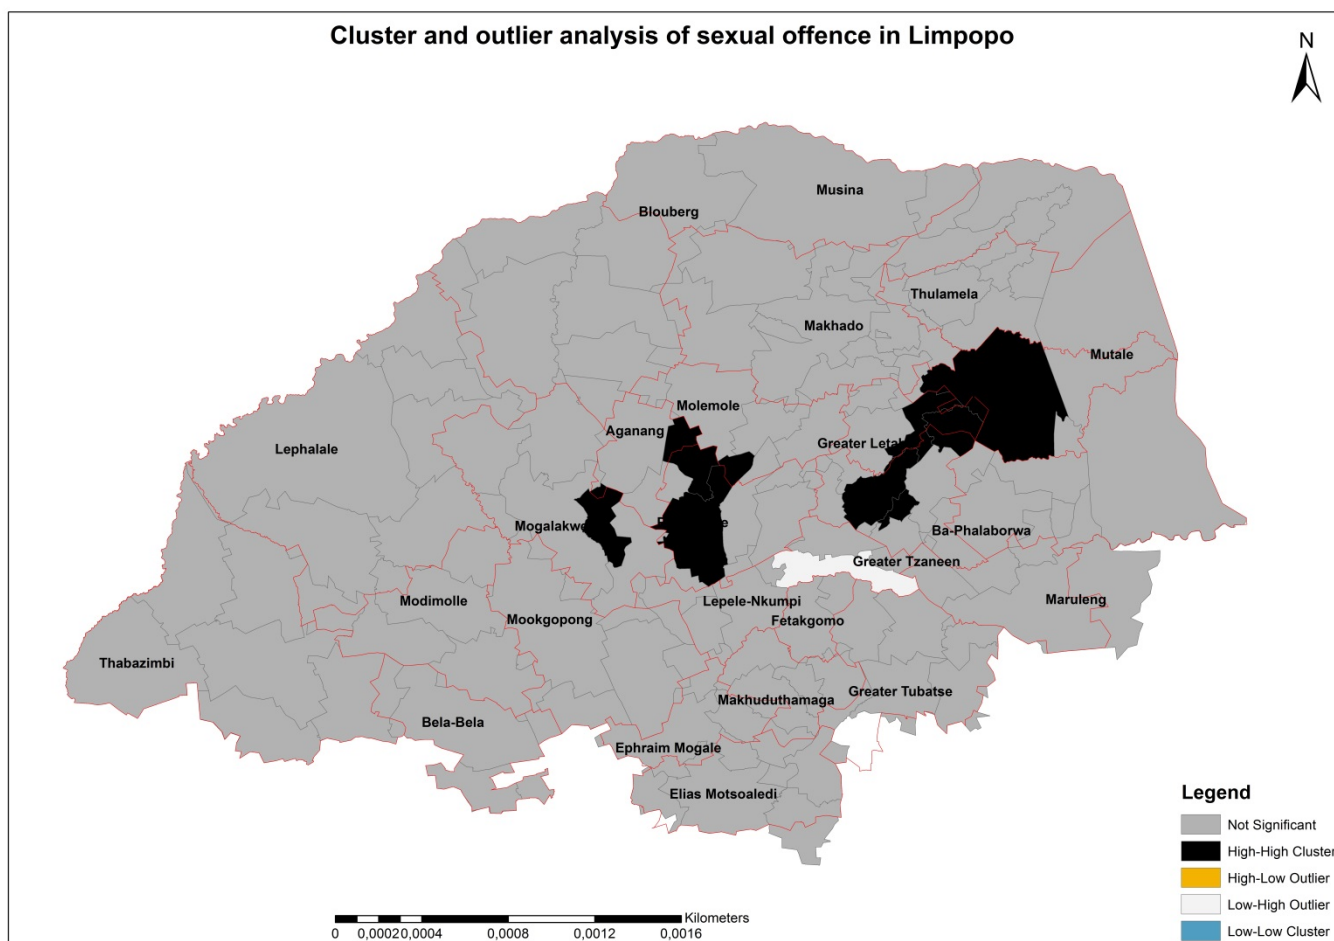 Cluster and outlier analysis of sexual offence in Limpopo
N
Musina
Blouberg
Thulamela
Makhado
Mutale
Molemole
Aganang
Greater Leta
Lephalale
Mogalakwe
Ba-Phalaborwa
Greater Tzaneen
Modimolle
Lepele-Nkumpi
Maruleng
Mookgopong
Fetakgomo
Thabazimbi
Greater Tubatse
Makhuduthamaga
Bela-Bela
Ephraim Mogale
Elias Motsoaledi
Legend
Not Significant
High-High Cluster
High-Low Outlier
Low-High Outlier
Low-Low Cluster
Kilometers
0 0,0002 0,0004 0,0008 0,0012 0,0016